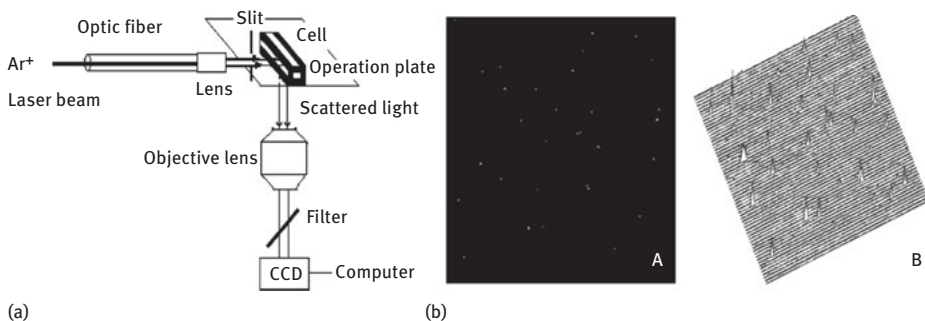 Slit
Optic fiber
Cell
Ar+
Operation plate
Laser beam
Lens
Scattered light
Objective lens
Filter
CCD
Computer
A
B
(a)
(b)